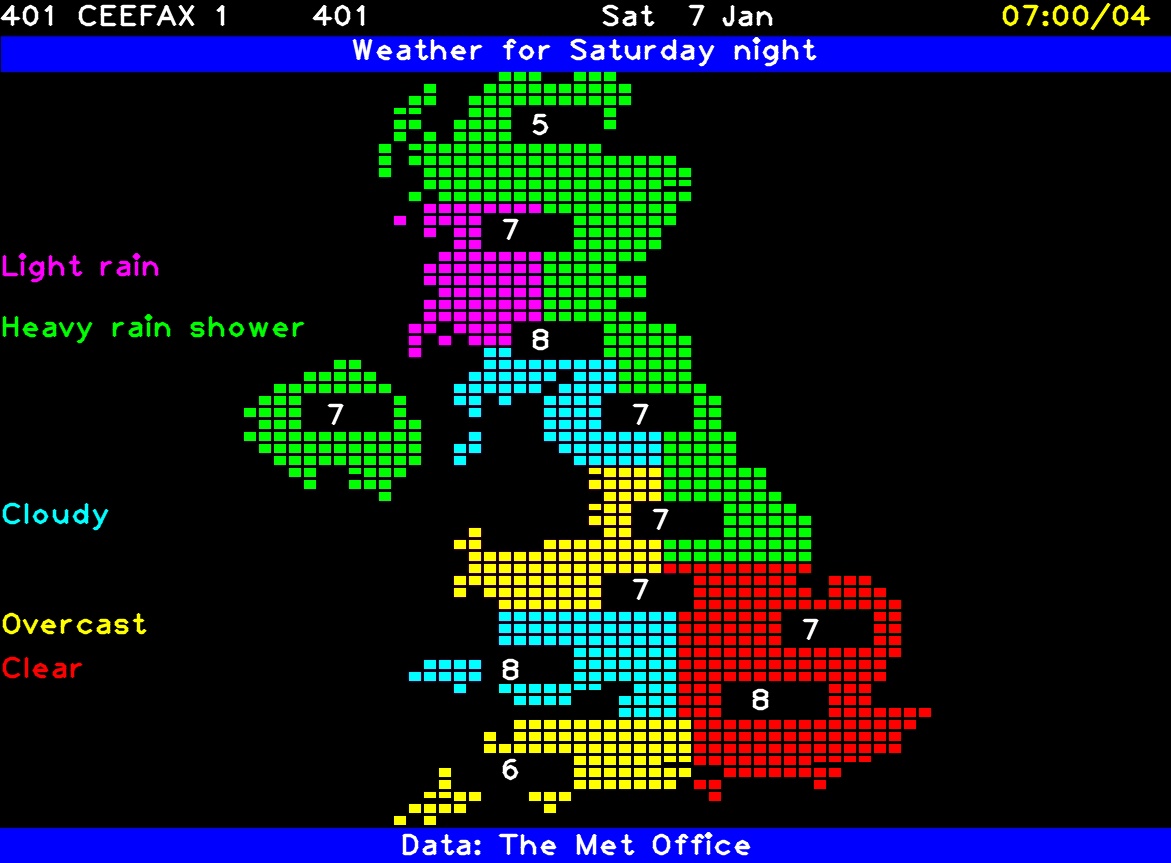 401 CEEFAX 1 401 Sat 7 Jan 07:00/04
Weather for Saturday night
5
7
Light rain
Heavy rain shower
8
7 7
Cloudy
7
7
Overcast
7
Clear
8
8
6
Data: The Met Office